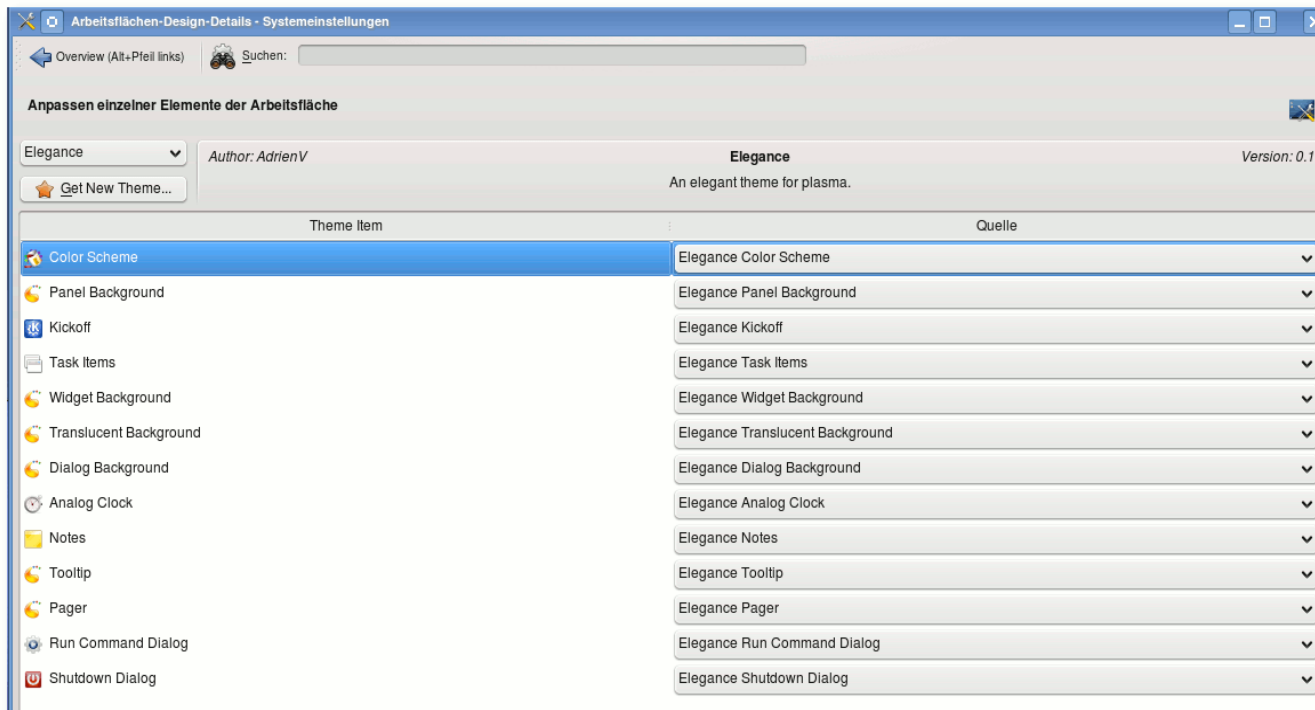 Arbeitsflächen-Design-Details - Systemeinstellungen
Overview (Alt+Pfeil links) Suchen:
Anpassen einzelner Elemente der Arbeitsfläche
Elegance Author: AdrienV Elegance Version: 0.1
Get New Theme... An elegant theme for plasma.
Theme Item Quelle
Color Scheme Elegance Color Scheme
Panel Background Elegance Panel Background
Kickoff Elegance Kickoff
Task Items Elegance Task Items
Widget Background Elegance Widget Background
Translucent Background Elegance Translucent Background
Dialog Background Elegance Dialog Background
Analog Clock Elegance Analog Clock
Notes Elegance Notes
Tooltip Elegance Tooltip
Pager Elegance Pager
Run Command Dialog Elegance Run Command Dialog
Shutdown Dialog Elegance Shutdown Dialog